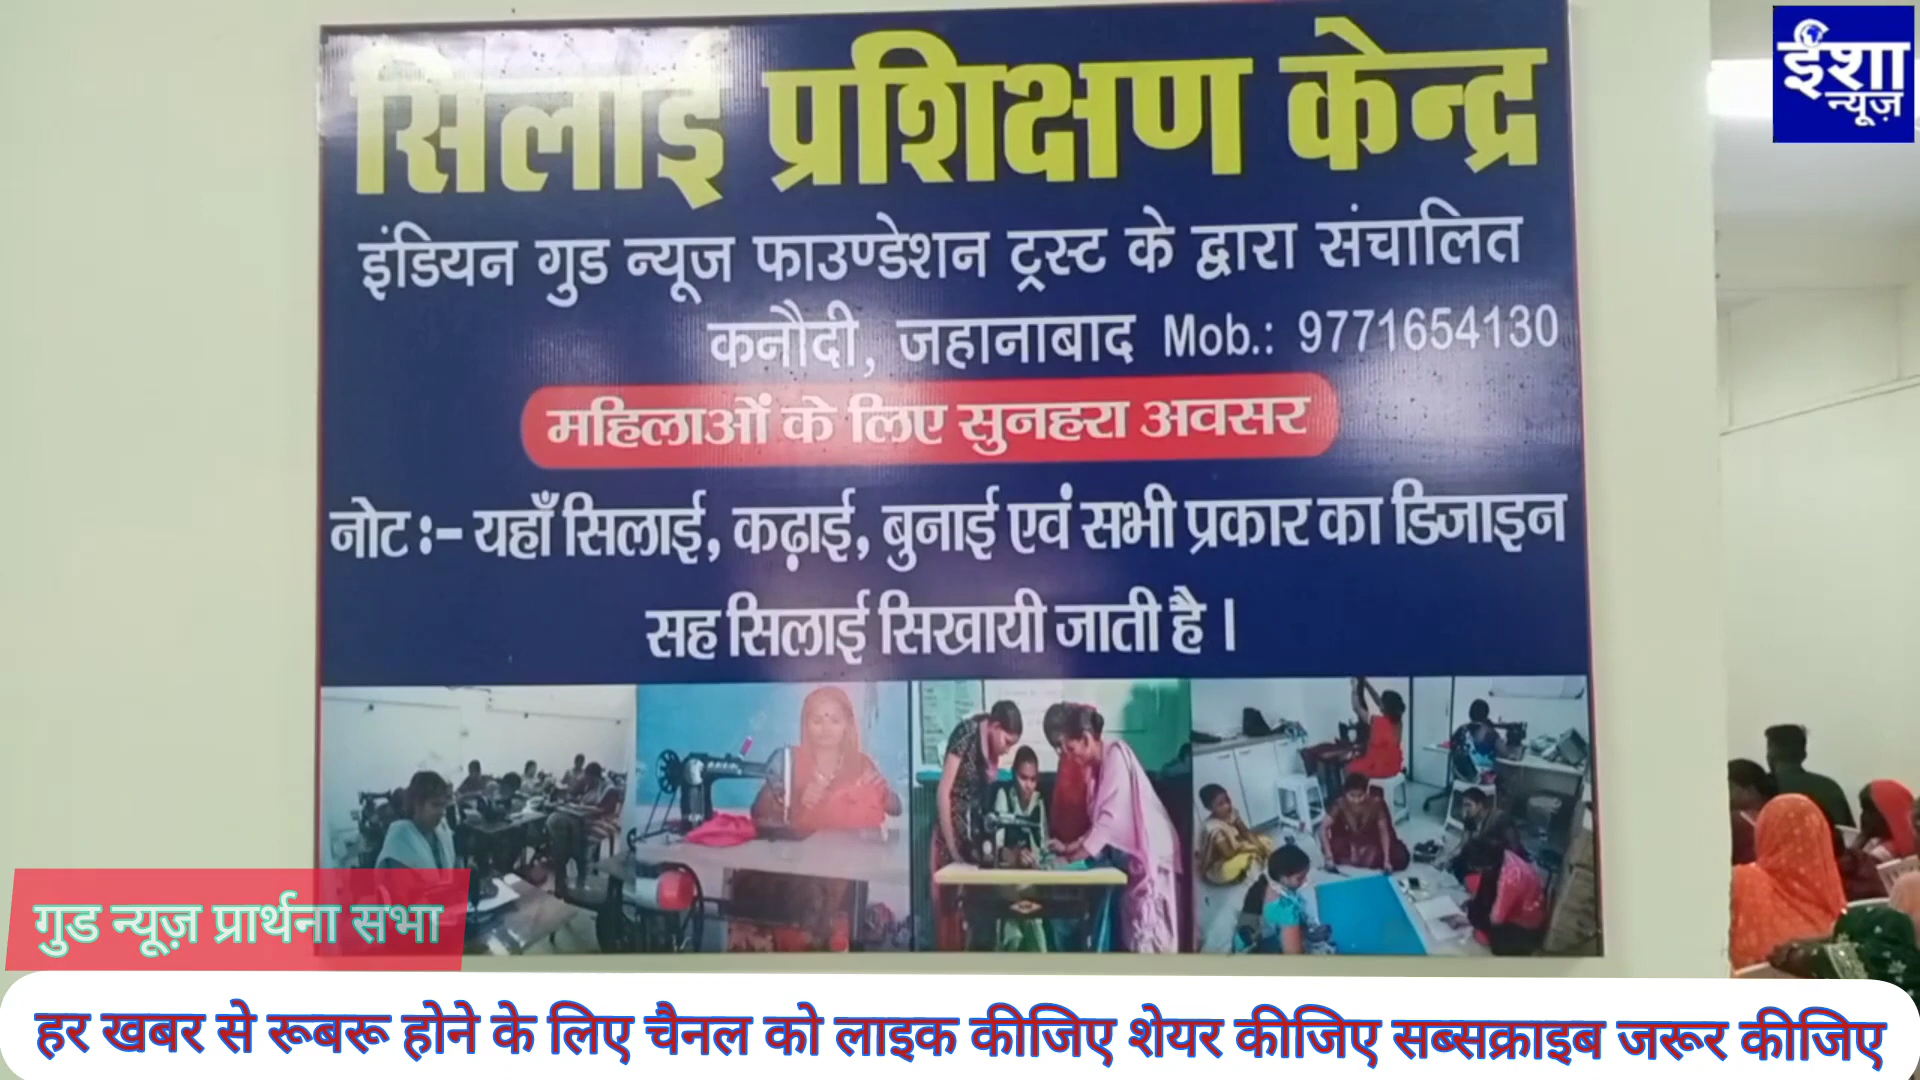 ईशा
न्यूज़
सिलाई प्रशिक्षण केन्द्र
इंडियन गुड न्यूज फाउण्डेशन ट्रस्ट के द्वारा संचालित
कनौदी, जहानाबाद Mob.: 9771654130
महिलाओं के लिए सुनहरा अवसर
नोट :- यहाँ सिलाई, कढ़ाई, बुनाई एवं सभी प्रकार का डिजाइन
सह सिलाई सिखायी जाती है ।
गुड न्यूज़ प्रार्थना सभा
हर खबर से रूबरू होने के लिए चैनल को लाइक कीजिए शेयर कीजिए सब्सक्राइब जरूर कीजिए